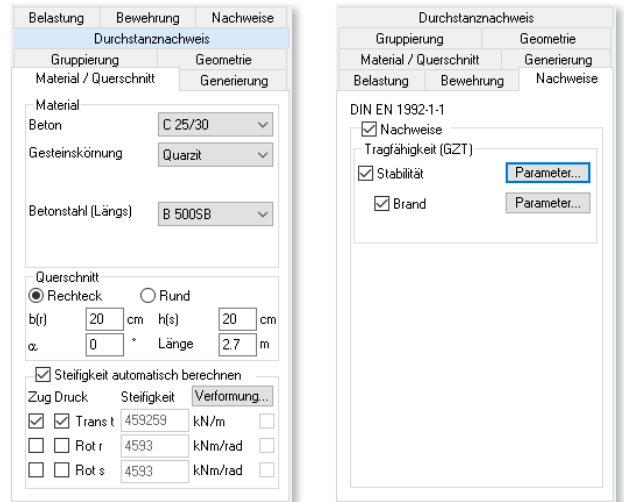 Belastung Bewehrung Nachweise
Durchstanznachweis
Gruppierung Geometrie
Material / Querschnitt Generierung
Material
Beton C 25/30
Gesteinskörnung Quarzit
Betonstahl (Längs) B 500SB
Querschnitt
Rechteck Rund
b(r) 20 cm h(s) 20 cm
α 0 ° Länge 2.7 m
Steifigkeit automatisch berechnen
Zug Druck Steifigkeit Verformung...
Trans t 459259 kN/m
Rot r 4593 kNm/rad
Rot s 4593 kNm/rad
Durchstanznachweis
Gruppierung Geometrie
Material / Querschnitt Generierung
Belastung Bewehrung Nachweise
DIN EN 1992-1-1
Nachweise
Tragfähigkeit (GZT)
Stabilität Parameter...
Brand Parameter...